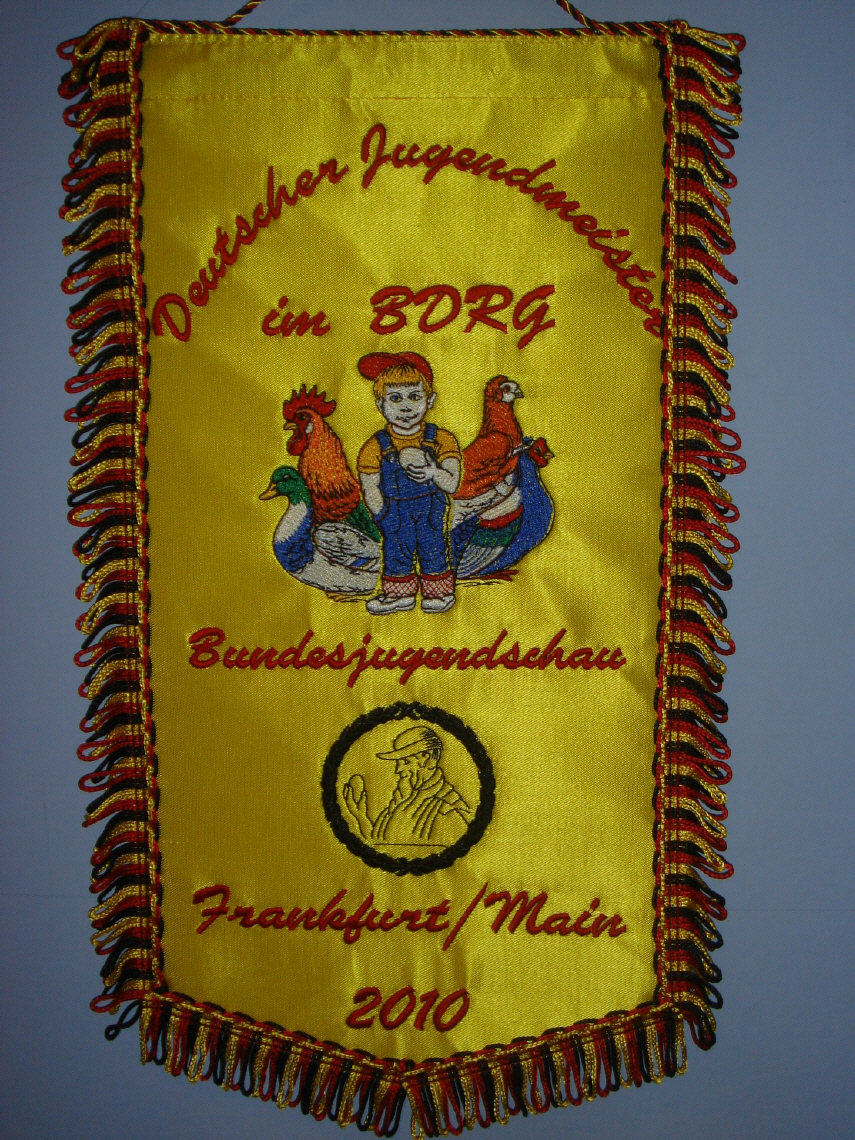 Deutscher Jugendmeister
im BDRG
Bundesjugendschau
Frankfurt/Main
2010